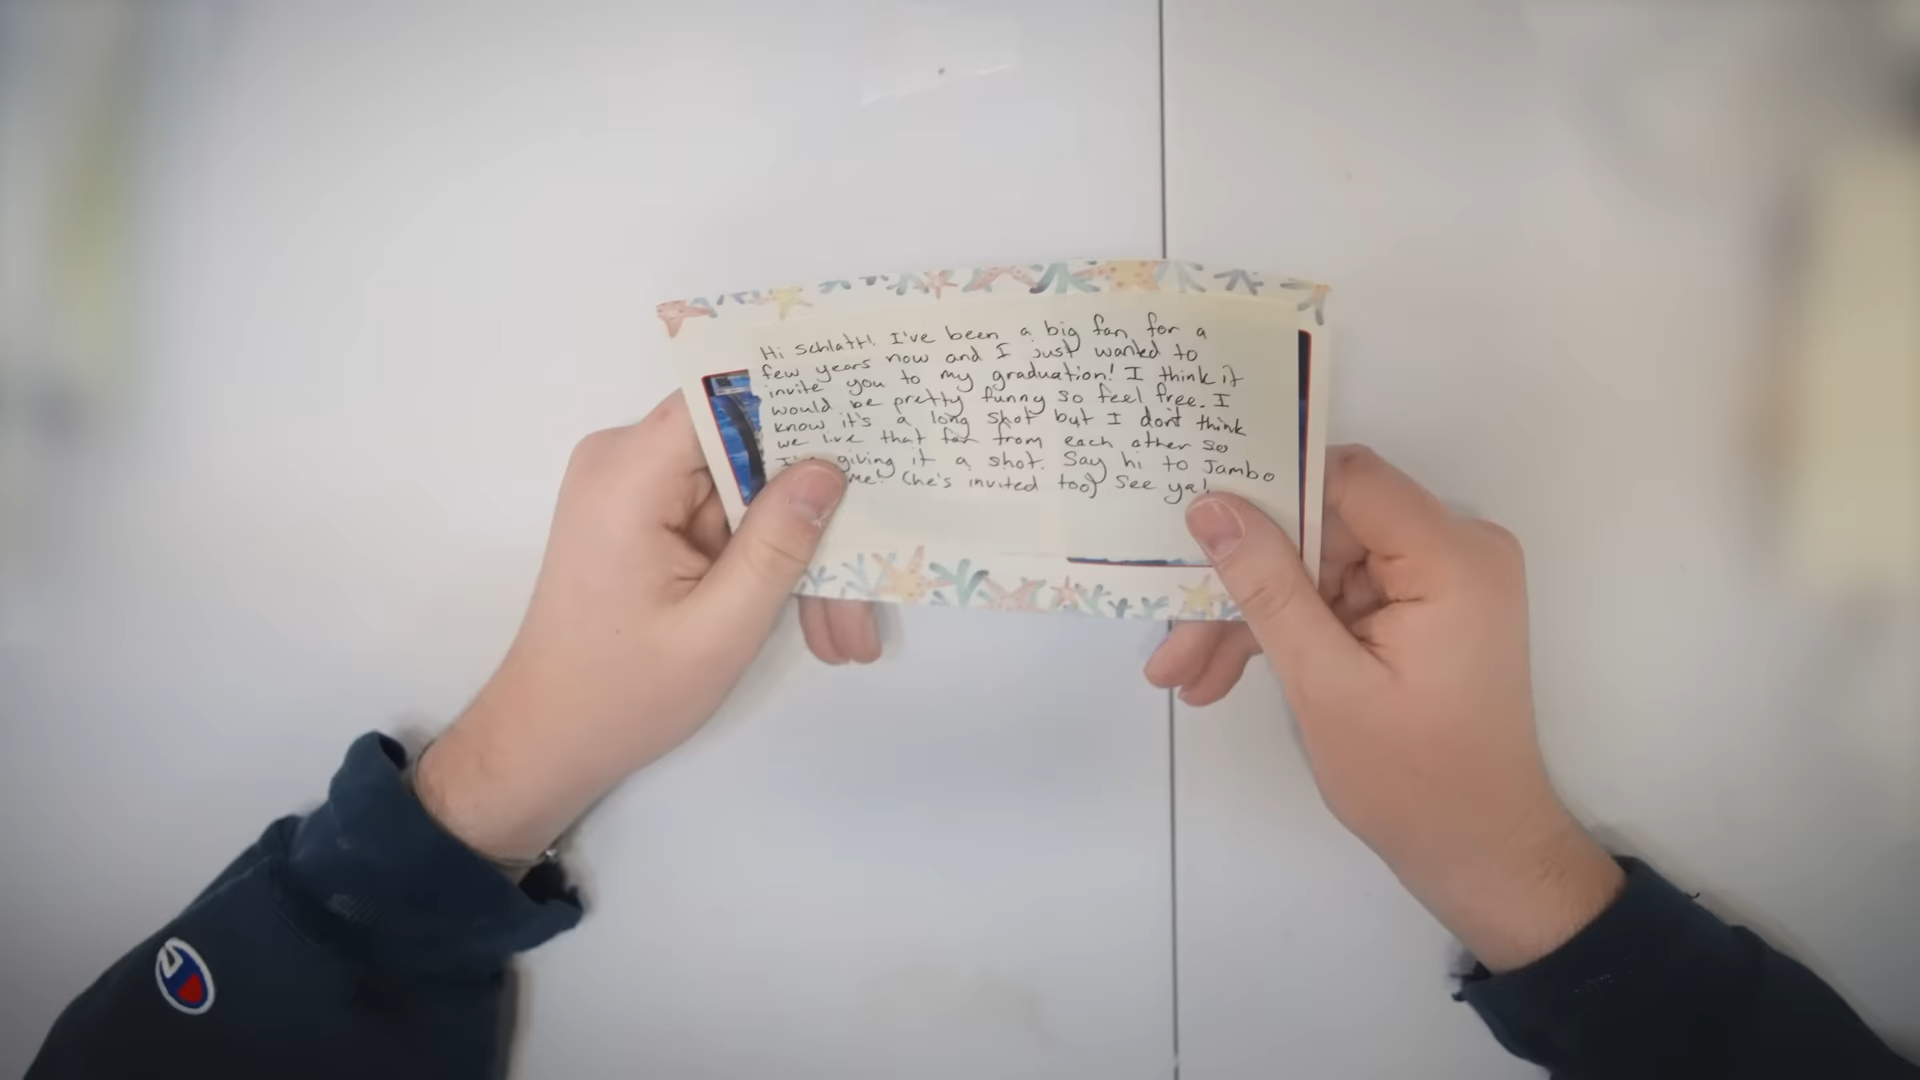 Hi Schlatt! I've been a big fan for a
few years now and I just wanted to
invite you to my graduation! I think it
would be pretty funny so feel free. I
know it's a long shot but I don't think
we live that far from each other so
giving it a shot. Say hi to Jambo
me! (he's invited too) See ya!